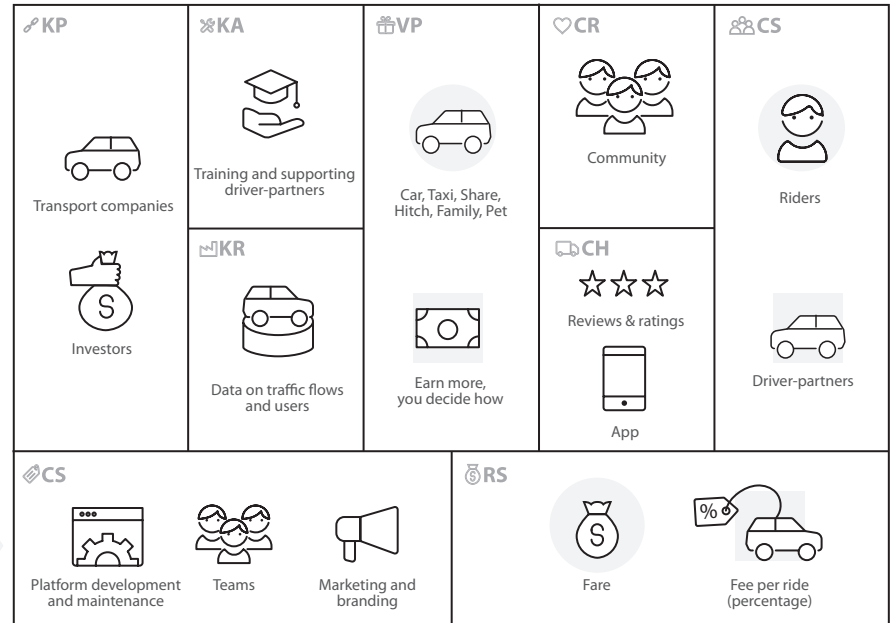 KP
Transport companies
Investors
KA
Training and supporting
driver-partners
KR
Data on traffic flows
and users
VP
Car, Taxi, Share,
Hitch, Family, Pet
Earn more,
you decide how
CR
Community
CH
Reviews & ratings
App
CS
Riders
Driver-partners
CS
Platform development
and maintenance
Teams
Marketing and
branding
$ RS
S
Fare
%
Fee per ride
(percentage)
S